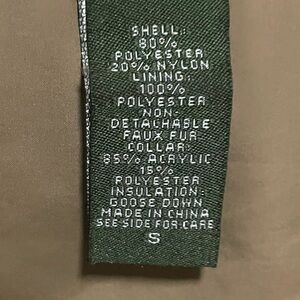 SHELL:
80%
POLYESTER
20% NYLON
LINING:
100%
POLYESTER
NON-
DETACHABLE
FAUX FUR
COLLAR:
85% ACRYLIC
15%
POLYESTER
INSULATION:
GOOSE DOWN
MADE IN CHINA
SEE SIDE FOR CARE
S